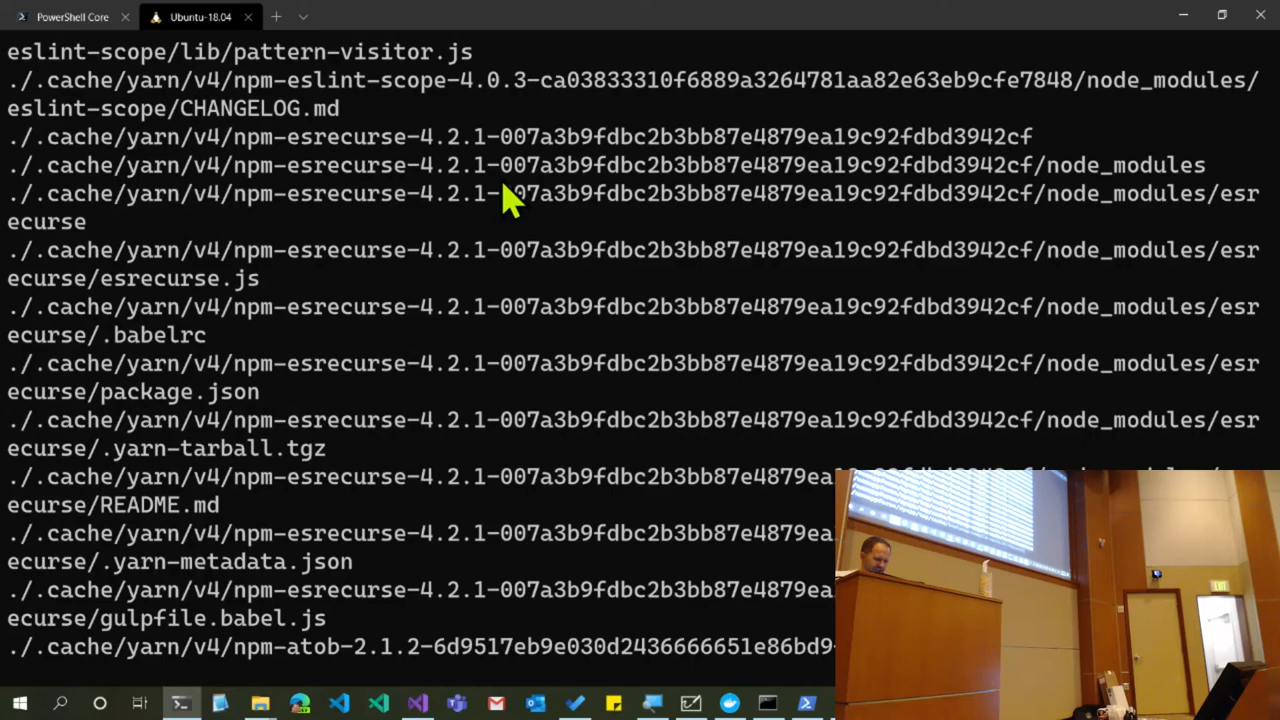 PowerShell Core
Ubuntu-18.04
eslint-scope/lib/pattern-visitor.js
./.cache/yarn/v4/npm-eslint-scope-4.0.3-ca03833310f6889a3264781aa82e63eb9cfe7848/node_modules/
eslint-scope/CHANGELOG.md
./.cache/yarn/v4/npm-esrecurse-4.2.1-007a3b9fdbc2b3bb87e4879ea19c92fdbd3942cf
./.cache/yarn/v4/npm-esrecurse-4.2.1-007a3b9fdbc2b3bb87e4879ea19c92fdbd3942cf/node_modules
./.cache/yarn/v4/npm-esrecurse-4.2.1-007a3b9fdbc2b3bb87e4879ea19c92fdbd3942cf/node_modules/esr
ecurse
./.cache/yarn/v4/npm-esrecurse-4.2.1-007a3b9fdbc2b3bb87e4879ea19c92fdbd3942cf/node_modules/esr
ecurse/esrecurse.js
./.cache/yarn/v4/npm-esrecurse-4.2.1-007a3b9fdbc2b3bb87e4879ea19c92fdbd3942cf/node_modules/esr
ecurse/.babelrc
./.cache/yarn/v4/npm-esrecurse-4.2.1-007a3b9fdbc2b3bb87e4879ea19c92fdbd3942cf/node_modules/esr
ecurse/package.json
./.cache/yarn/v4/npm-esrecurse-4.2.1-007a3b9fdbc2b3bb87e4879ea19c92fdbd3942cf/node_modules/esr
ecurse/.yarn-tarball.tgz
./.cache/yarn/v4/npm-esrecurse-4.2.1-007a3b9fdbc2b3bb87e4879ea
ecurse/README.md
./.cache/yarn/v4/npm-esrecurse-4.2.1-007a3b9fdbc2b3bb87e4879ea
ecurse/.yarn-metadata.json
./.cache/yarn/v4/npm-esrecurse-4.2.1-007a3b9fdbc2b3bb87e4879ea
ecurse/gulpfile.babel.js
./.cache/yarn/v4/npm-atob-2.1.2-6d9517eb9e030d2436666651e86bd9
EXIT